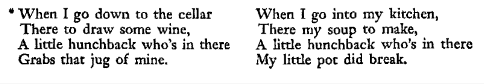 * When I go down to the cellar
There to draw some wine,
A little hunchback who's in there
Grabs that jug of mine.
When I go into my kitchen,
There my soup to make,
A little hunchback who's in there
My little pot did break.